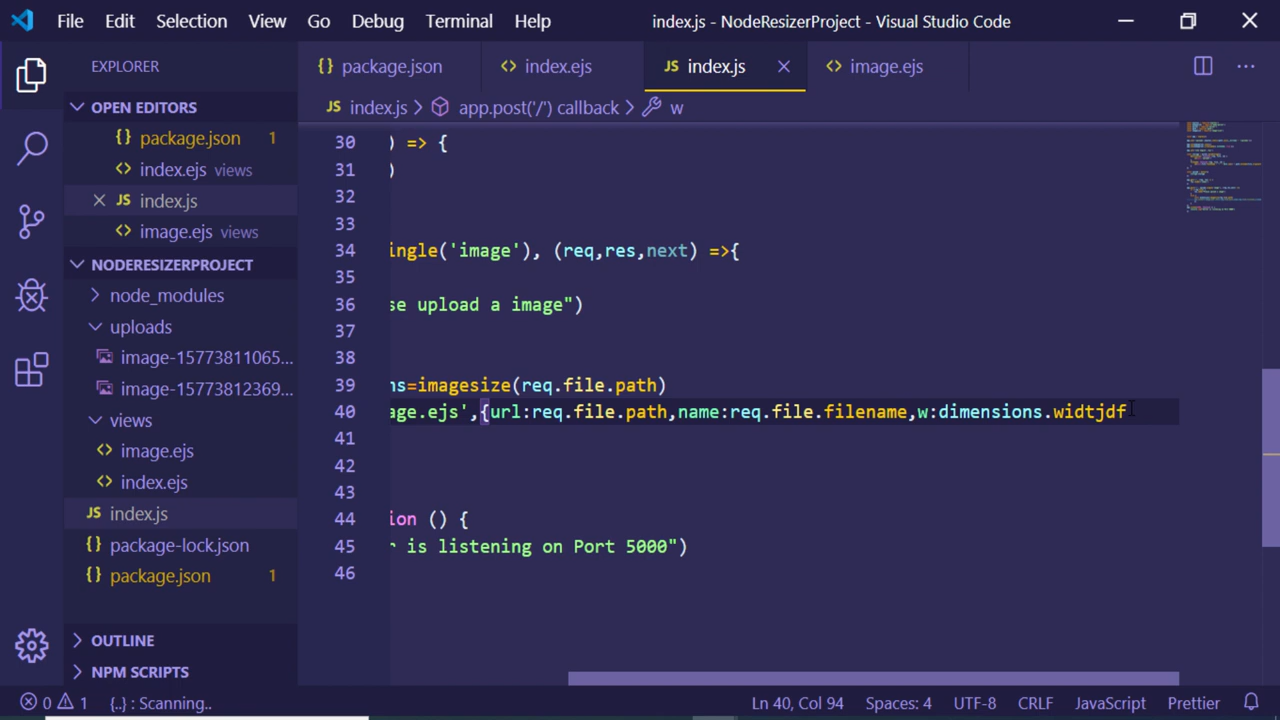 File Edit Selection View Go Debug Terminal Help index.js - NodeResizerProject - Visual Studio Code
EXPLORER
OPEN EDITORS
package.json 1
index.ejs views
JS index.js
image.ejs views
NODERESIZERPROJECT
node_modules
uploads
image-15773811065...
image-15773812369...
views
image.ejs
index.ejs
JS index.js
package-lock.json
package.json 1
OUTLINE
NPM SCRIPTS
{} package.json <> index.ejs JS index.js <> image.ejs
JS index.js > app.post('/') callback > w
30 ) => {
31 )
32
33
34 ingle('image'), (req,res,next) =>{
35
36 se upload a image")
37
38
39 ns=imagesize(req.file.path)
40 age.ejs',{url:req.file.path,name:req.file.filename,w:dimensions.widtjdf
41
42
43
44 ion () {
45 r is listening on Port 5000")
46
0 1 {..} : Scanning.. Ln 40, Col 94 Spaces: 4 UTF-8 CRLF JavaScript Prettier